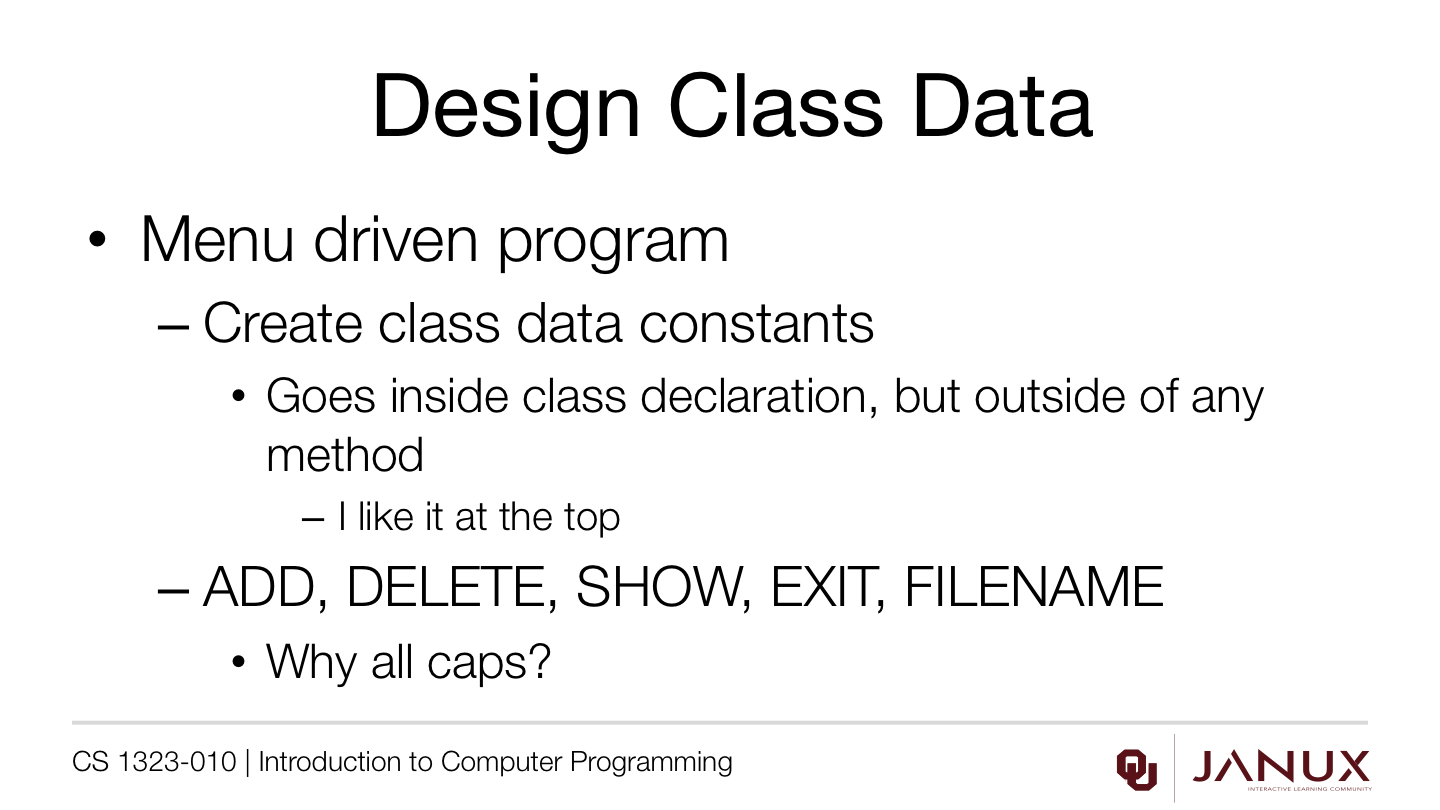 Design Class Data
• Menu driven program
– Create class data constants
• Goes inside class declaration, but outside of any
method
– I like it at the top
– ADD, DELETE, SHOW, EXIT, FILENAME
• Why all caps?
CS 1323-010 | Introduction to Computer Programming
OU
JANUX
INTERACTIVE LEARNING COMMUNITY